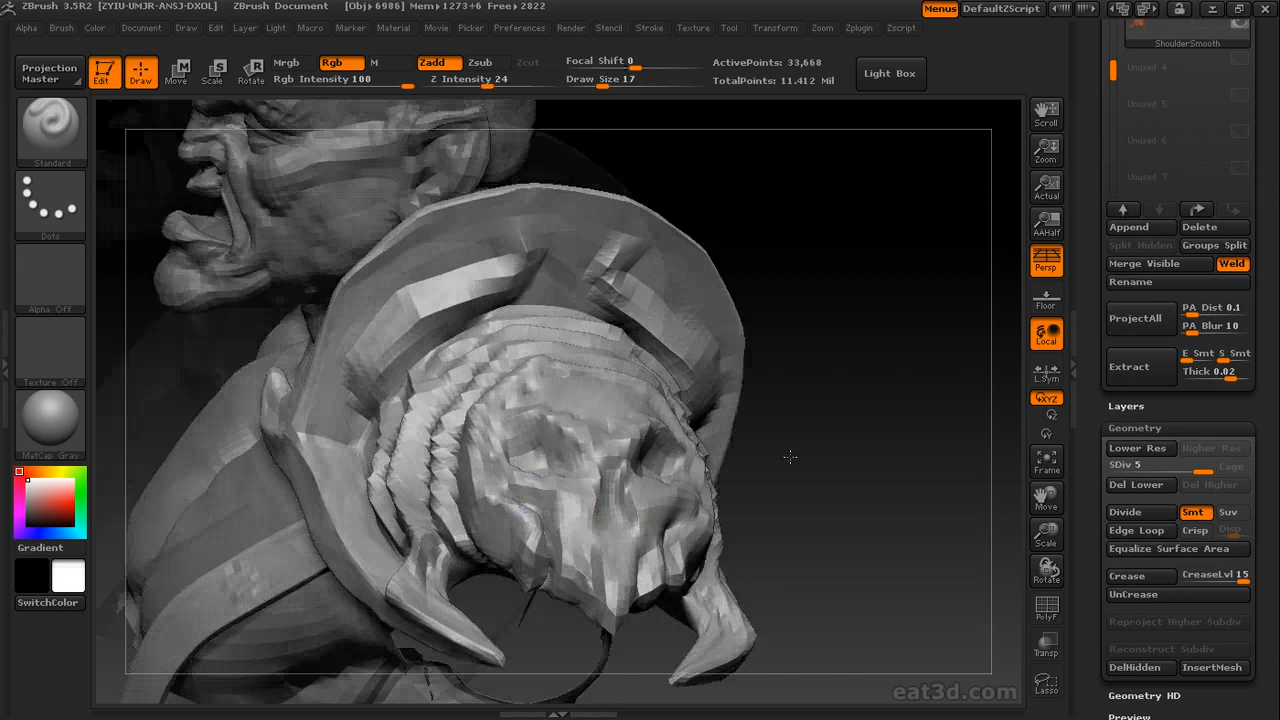 ZBrush 3.5R2 [ZYIU-UMJR-ANSJ-DXOL] ZBrush Document [Obj▸6986] Mem▸1273+6 Free▸2822 Menus DefaultZScript
Alpha Brush Color Document Draw Edit Layer Light Macro Marker Material Movie Picker Preferences Render Stencil Stroke Texture Tool Transform Zoom Zplugin Zscript
Projection Master
Edit Draw Move Scale Rotate
Mrgb Rgb M
Rgb Intensity 100
Zadd Zsub Zcut
Z Intensity 24
Focal Shift 0
Draw Size 17
ActivePoints: 33,668
TotalPoints: 11.412 Mil
Light Box
Standard
Dots
Alpha Off
Texture Off
MatCap Gray
Gradient
SwitchColor
Scroll
Zoom
Actual
AAHalf
Persp
Floor
Local
L.Sym
XYZ
Y
Y
Frame
Move
Scale
Rotate
PolyF
Transp
Lasso
ShoulderSmooth
Unused 4
Unused 5
Unused 6
Unused 7
Append Delete
Split Hidden Groups Split
Merge Visible Weld
Rename
ProjectAll
PA Dist 0.1
PA Blur 10
Extract
E Smt S Smt
Thick 0.02
Layers
Geometry
Lower Res Higher Res
SDiv 5 Cage
Del Lower Del Higher
Divide Smt Suv
Edge Loop Crisp Disp
Equalize Surface Area
Crease CreaseLvl 15
UnCrease
Reproject Higher Subdiv
Reconstruct Subdiv
DelHidden InsertMesh
Geometry HD
Preview
eat3d.com